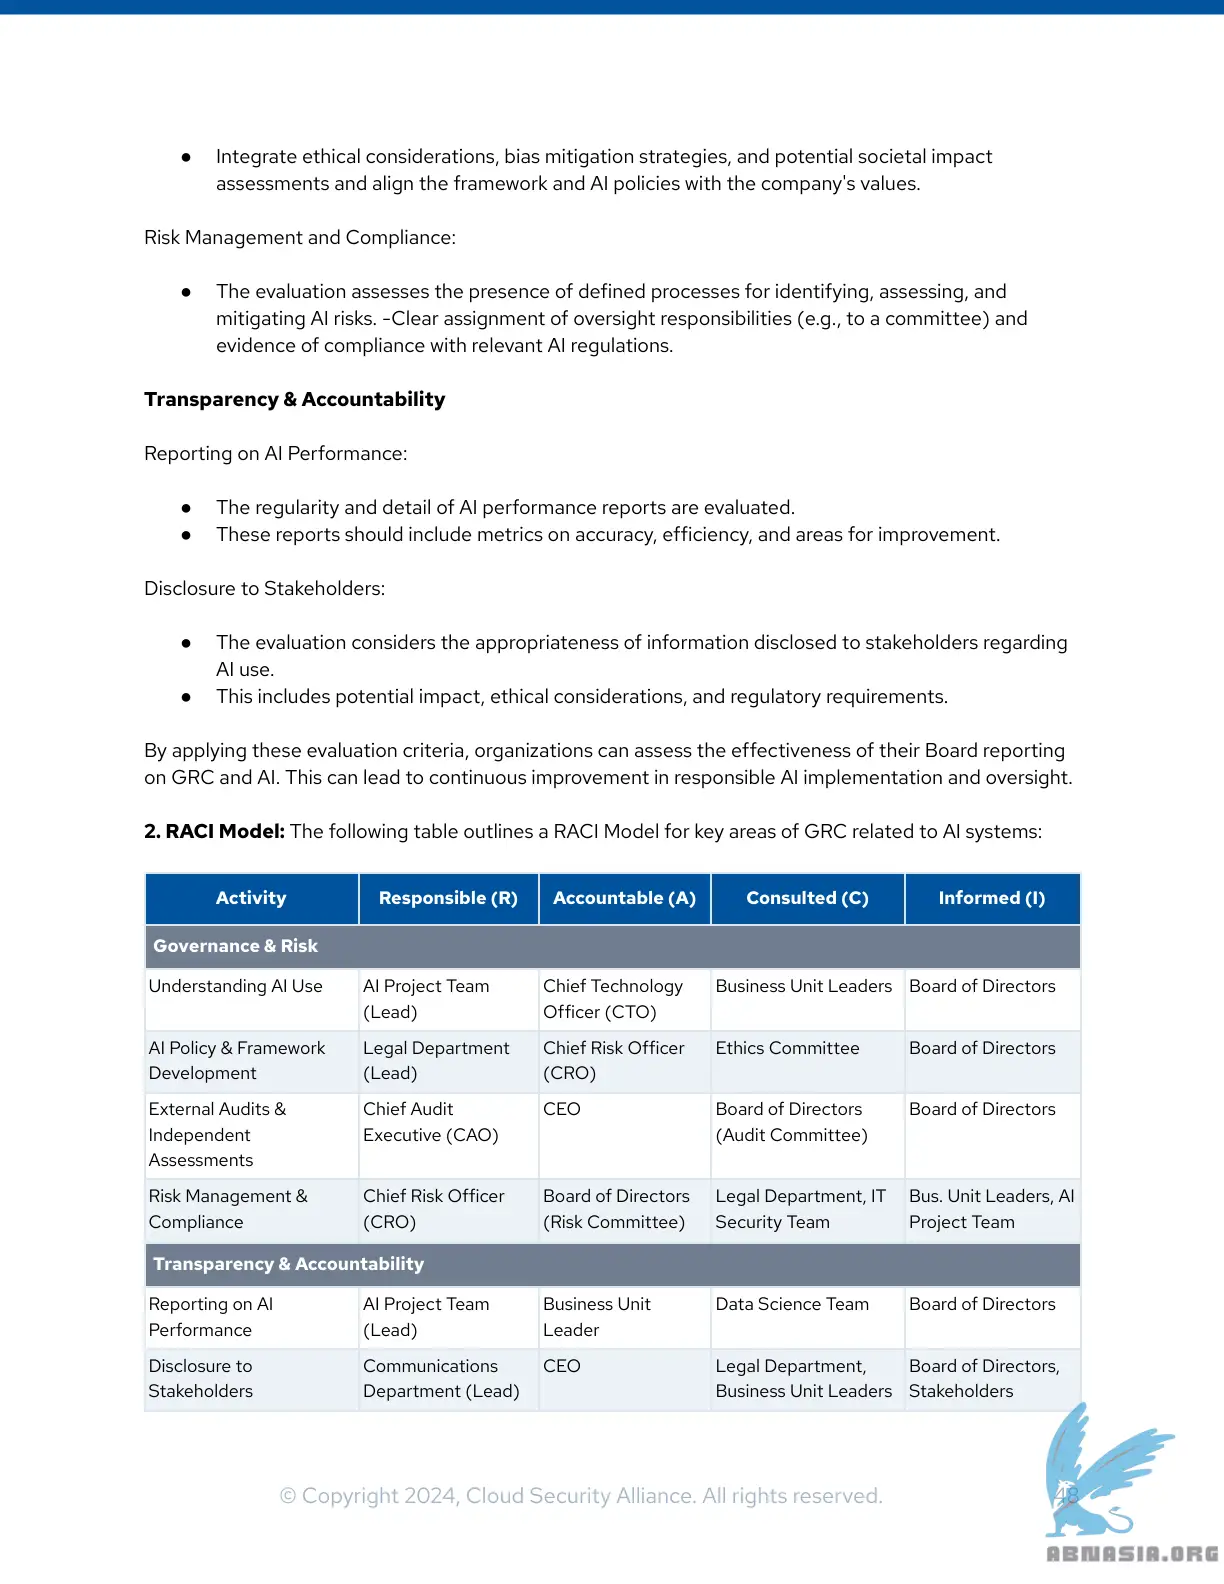 ● Integrate ethical considerations, bias mitigation strategies, and potential societal impact
assessments and align the framework and AI policies with the company's values.
Risk Management and Compliance:
● The evaluation assesses the presence of defined processes for identifying, assessing, and
mitigating AI risks. -Clear assignment of oversight responsibilities (e.g., to a committee) and
evidence of compliance with relevant AI regulations.
Transparency & Accountability
Reporting on AI Performance:
● The regularity and detail of AI performance reports are evaluated.
● These reports should include metrics on accuracy, efficiency, and areas for improvement.
Disclosure to Stakeholders:
● The evaluation considers the appropriateness of information disclosed to stakeholders regarding
AI use.
● This includes potential impact, ethical considerations, and regulatory requirements.
By applying these evaluation criteria, organizations can assess the effectiveness of their Board reporting
on GRC and AI. This can lead to continuous improvement in responsible AI implementation and oversight.
2. RACI Model: The following table outlines a RACI Model for key areas of GRC related to AI systems:
Activity Responsible (R) Accountable (A) Consulted (C) Informed (I)
Governance & Risk
Understanding AI Use AI Project Team Chief Technology Business Unit Leaders Board of Directors
(Lead) Officer (CTO)
AI Policy & Framework Legal Department Chief Risk Officer Ethics Committee Board of Directors
Development (Lead) (CRO)
External Audits & Chief Audit CEO Board of Directors Board of Directors
Independent Executive (CAO) (Audit Committee)
Assessments
Risk Management & Chief Risk Officer Board of Directors Legal Department, IT Bus. Unit Leaders, AI
Compliance (CRO) (Risk Committee) Security Team Project Team
Transparency & Accountability
Reporting on AI AI Project Team Business Unit Data Science Team Board of Directors
Performance (Lead) Leader
Disclosure to Communications CEO Legal Department, Board of Directors,
Stakeholders Department (Lead) Business Unit Leaders Stakeholders
© Copyright 2024, Cloud Security Alliance. All rights reserved. 48
ABNASIA.ORG